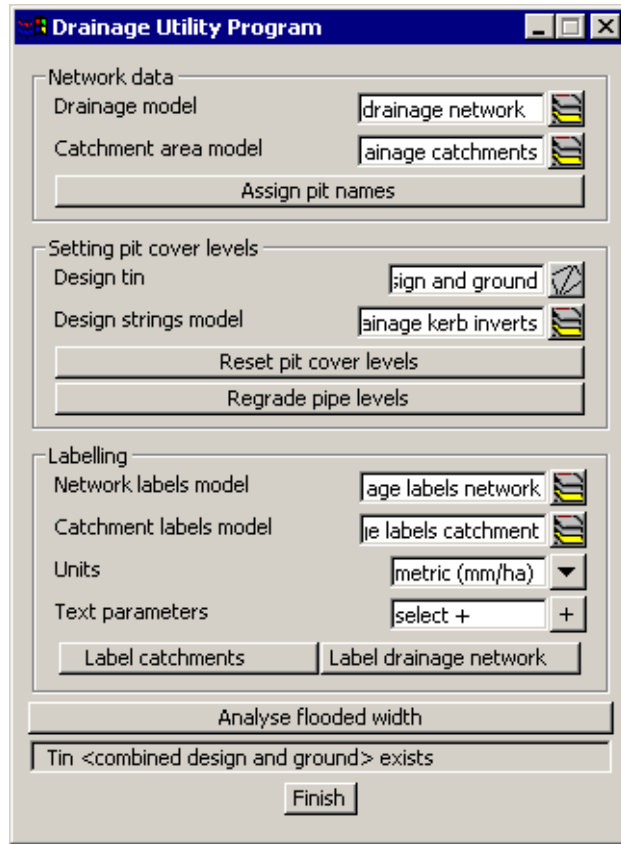 Drainage Utility Program
Network data
Drainage model drainage network
Catchment area model ainage catchments
Assign pit names
Setting pit cover levels
Design tin sign and ground
Design strings model ainage kerb inverts
Reset pit cover levels
Regrade pipe levels
Labelling
Network labels model age labels network
Catchment labels model ge labels catchment
Units metric (mm/ha)
Text parameters select + +
Label catchments Label drainage network
Analyse flooded width
Tin <combined design and ground> exists
Finish